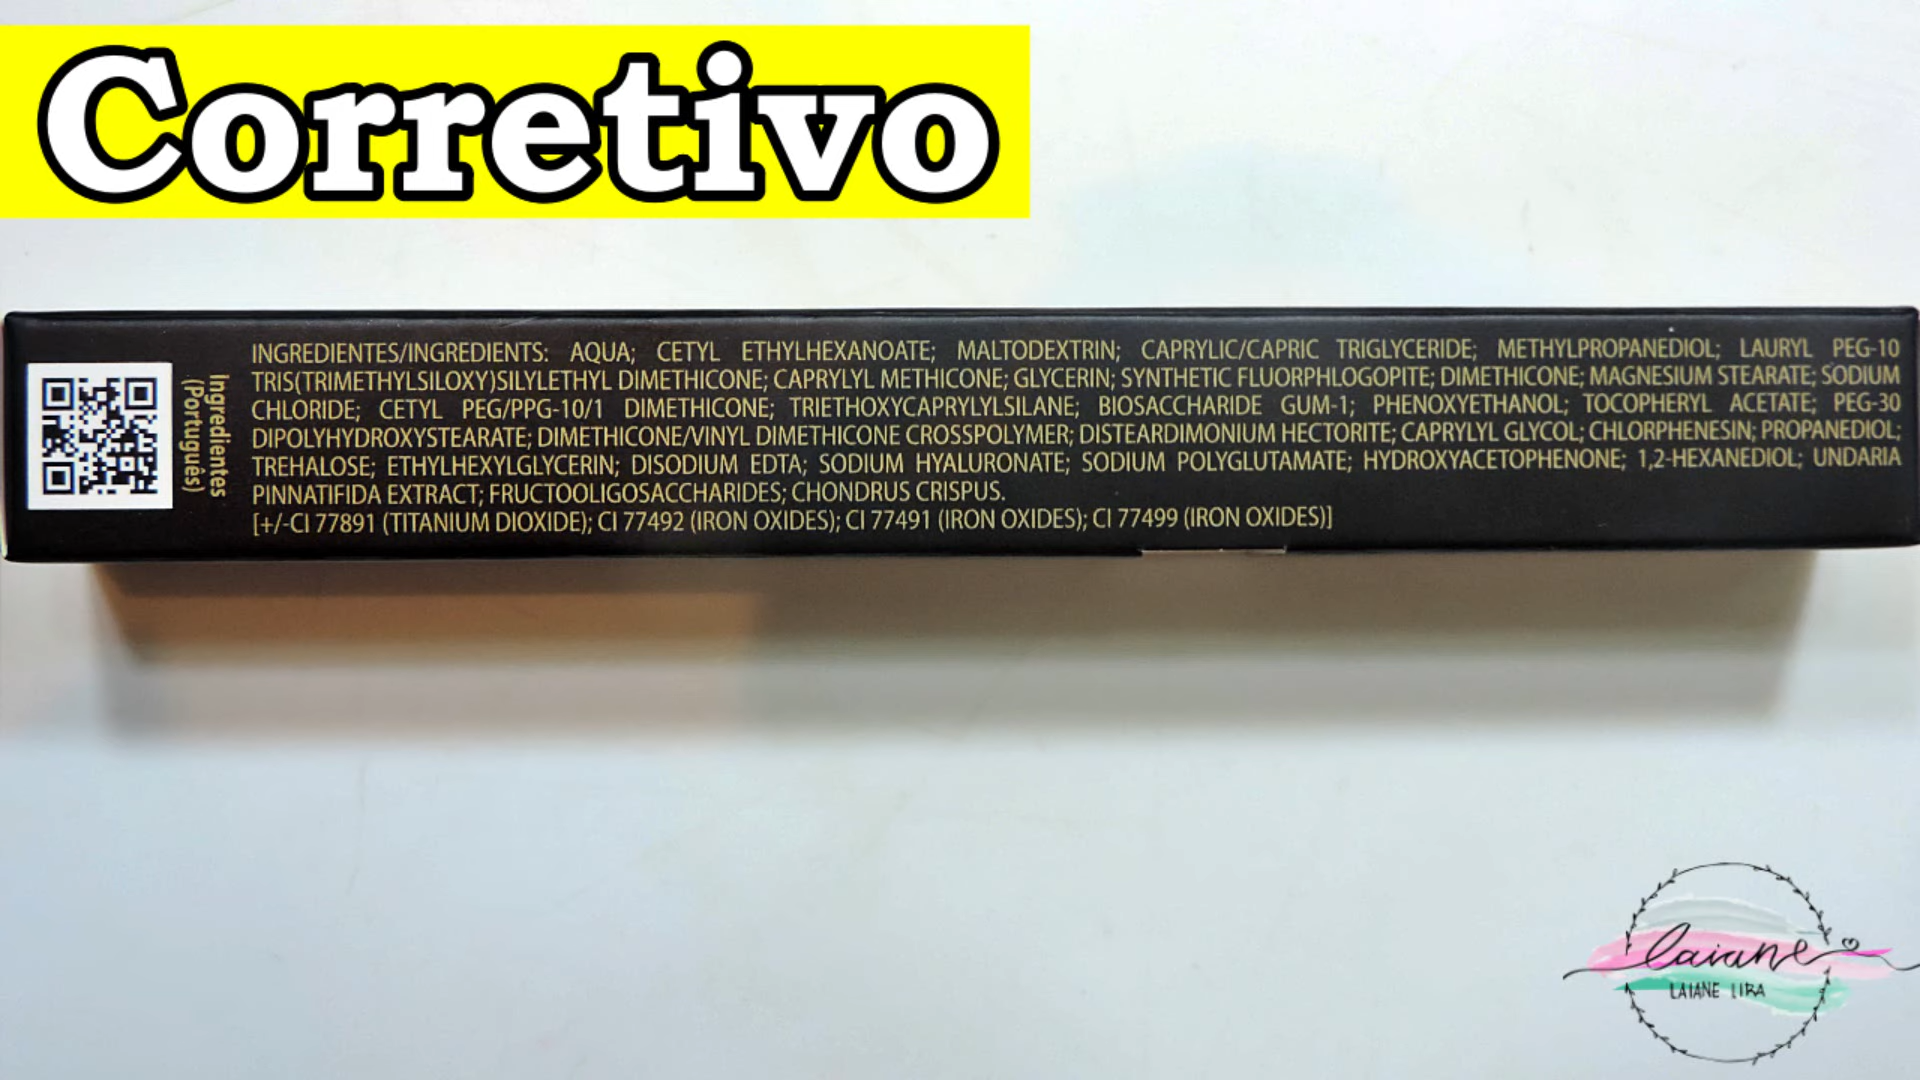 Corretivo
Ingredientes
(Português)
INGREDIENTES/INGREDIENTS: AQUA; CETYL ETHYLHEXANOATE; MALTODEXTRIN; CAPRYLIC/CAPRIC TRIGLYCERIDE; METHYLPROPANEDIOL; LAURYL PEG-10
TRIS(TRIMETHYLSILOXY)SILYLETHYL DIMETHICONE; CAPRYLYL METHICONE; GLYCERIN; SYNTHETIC FLUORPHLOGOPITE; DIMETHICONE; MAGNESIUM STEARATE; SODIUM
CHLORIDE; CETYL PEG/PPG-10/1 DIMETHICONE; TRIETHOXYCAPRYLYLSILANE; BIOSACCHARIDE GUM-1; PHENOXYETHANOL; TOCOPHERYL ACETATE; PEG-30
DIPOLYHYDROXYSTEARATE; DIMETHICONE/VINYL DIMETHICONE CROSSPOLYMER; DISTEARDIMONIUM HECTORITE; CAPRYLYL GLYCOL; CHLORPHENESIN; PROPANEDIOL;
TREHALOSE; ETHYLHEXYLGLYCERIN; DISODIUM EDTA; SODIUM HYALURONATE; SODIUM POLYGLUTAMATE; HYDROXYACETOPHENONE; 1,2-HEXANEDIOL; UNDARIA
PINNATIFIDA EXTRACT; FRUCTOOLIGOSACCHARIDES; CHONDRUS CRISPUS.
[+/-CI 77891 (TITANIUM DIOXIDE); CI 77492 (IRON OXIDES); CI 77491 (IRON OXIDES); CI 77499 (IRON OXIDES)]
laiane
LAIANE LIRA